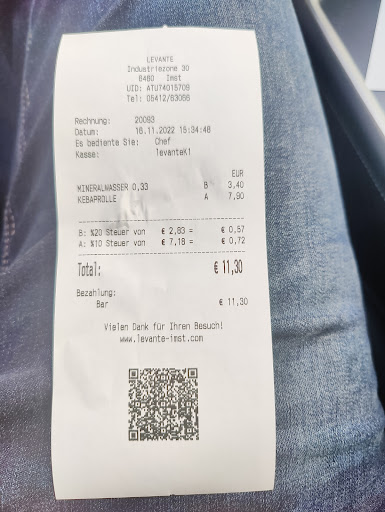 LEVANTE
Industriezone 30
6460 Imst
UID: ATU74015709
Tel: 05412/63066
Rechnung: 20093
Datum: 16.11.2022 15:34:48
Es bediente Sie: Chef
Kasse: levanteK1
EUR
MINERALWASSER 0,33 B 3,40
KEBAPROLLE A 7,90
B: %20 Steuer von € 2,83 = € 0,57
A: %10 Steuer von € 7,18 = € 0,72
Total: € 11,30
Bezahlung:
Bar € 11,30
Vielen Dank für Ihren Besuch!
www.levante-imst.com